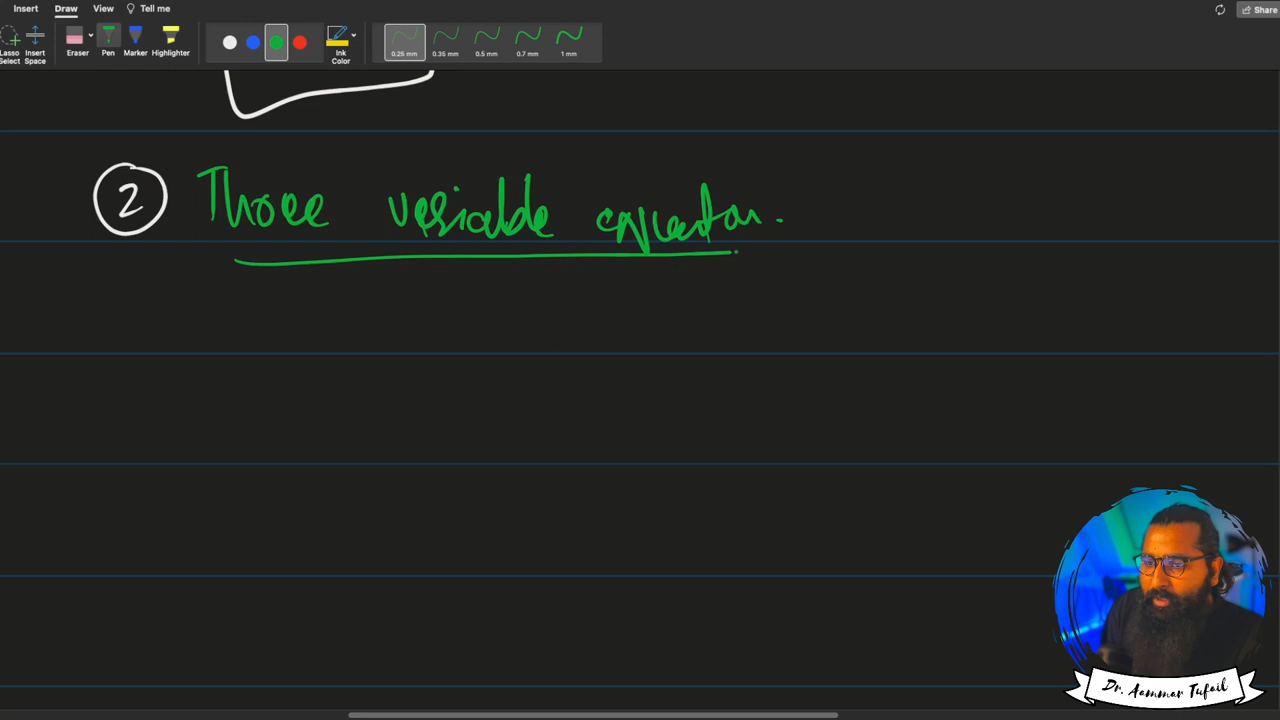 Insert Draw View Tell me
Share
Lasso Select
Insert Space
Eraser
Pen
Marker
Highlighter
Ink Color
0.25 mm
0.35 mm
0.5 mm
0.7 mm
1 mm
2 Three variable equation.
Dr. Aammar Tufail